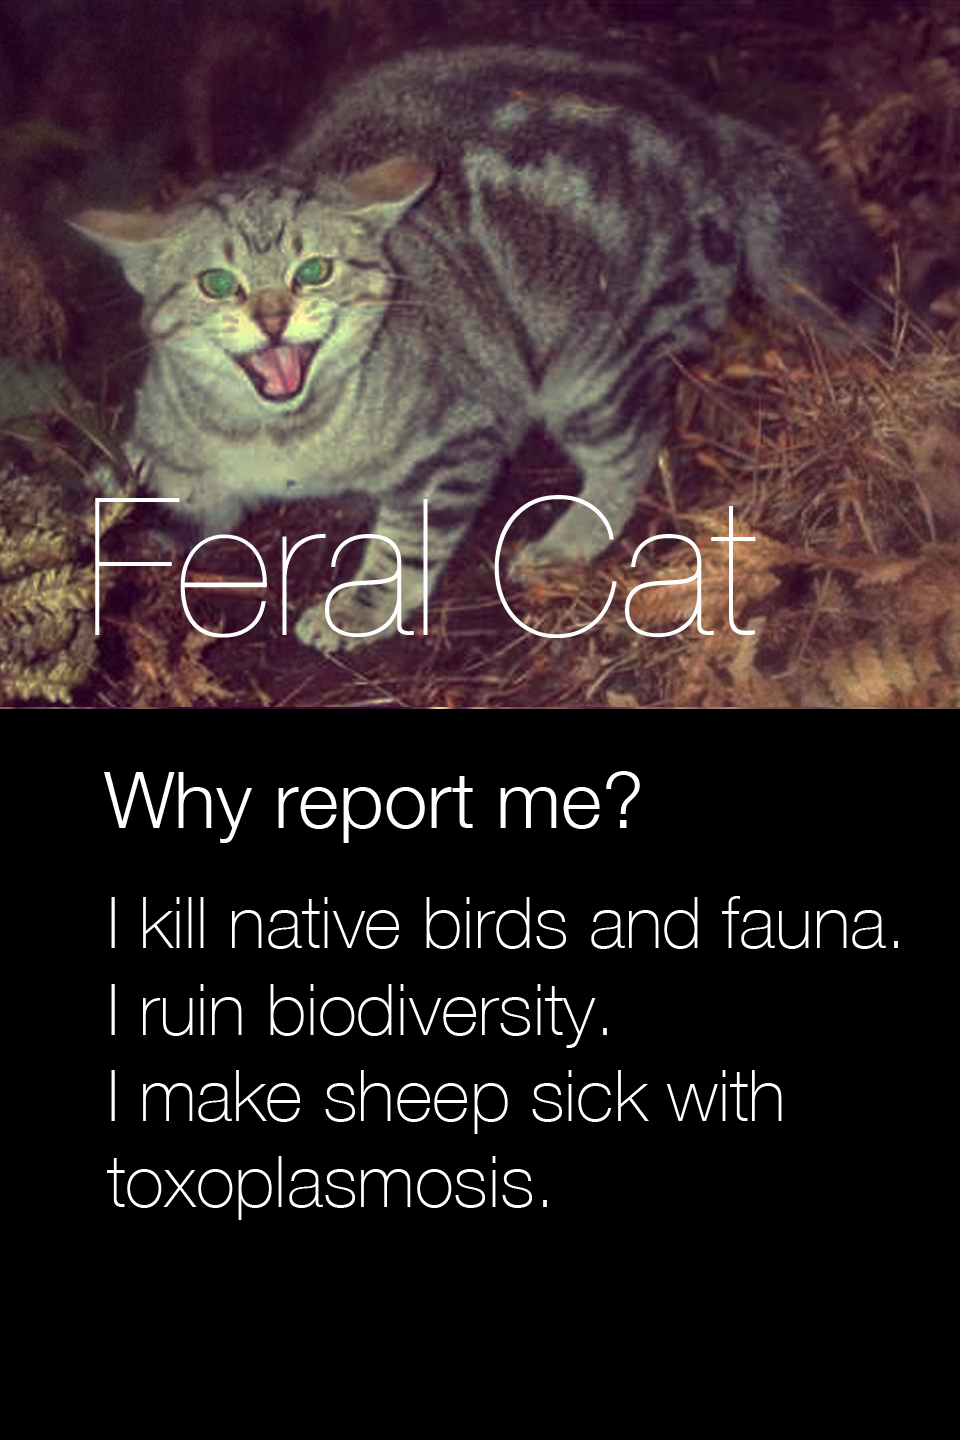 Feral Cat
Why report me?
I kill native birds and fauna.
I ruin biodiversity.
I make sheep sick with
toxoplasmosis.